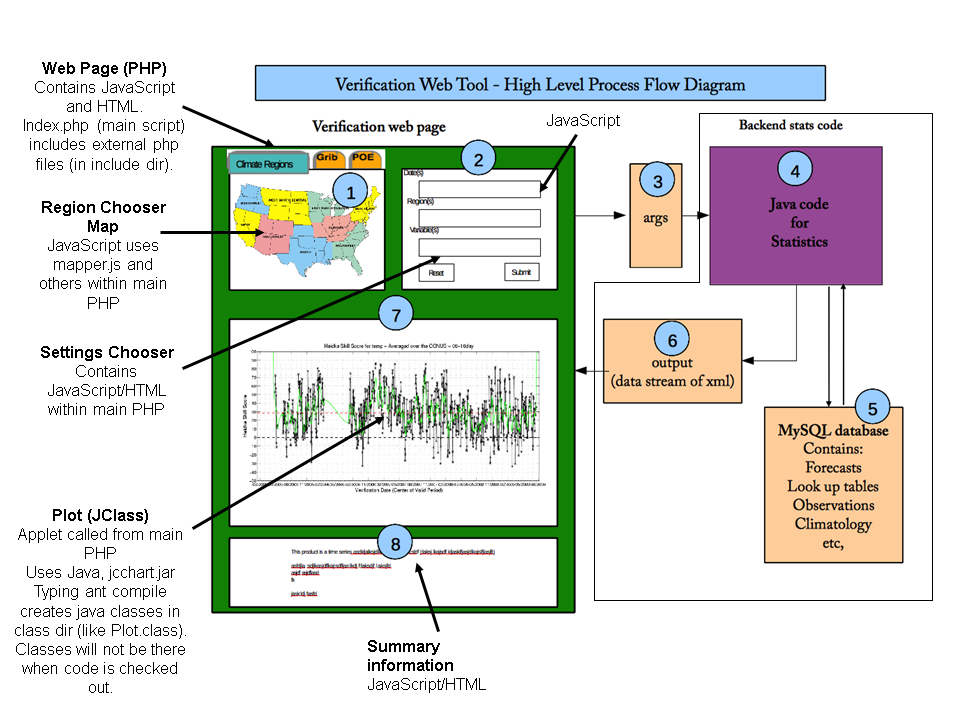 Verification Web Tool - High Level Process Flow Diagram
Web Page (PHP)
Contains JavaScript
and HTML.
Index.php (main script)
includes external php
files (in include dir).
Region Chooser
Map
JavaScript uses
mapper.js and
others within main
PHP
Settings Chooser
Contains
JavaScript/HTML
within main PHP
Plot (JClass)
Applet called from main
PHP
Uses Java, jcchart.jar
Typing ant compile
creates java classes in
class dir (like Plot.class).
Classes will not be there
when code is checked
out.
Verification web page
JavaScript
Climate Regions
Grib
POE
1
2
Date(s)
Region(s)
Variable(s)
Reset
Submit
7
Heidke Skill Score for temp - Averaged over the CONUS - 06-10day
Heidke Skill Score
Verification Date (Center of Valid Period)
8
This product is a time series
Summary
information
JavaScript/HTML
3
args
Backend stats code
4
Java code
for
Statistics
6
output
(data stream of xml)
5
MySQL database
Contains:
Forecasts
Look up tables
Observations
Climatology
etc,